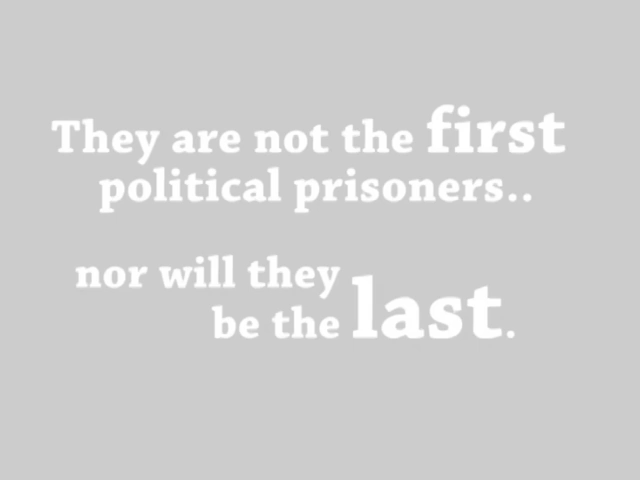 They are not the first
political prisoners..
nor will they
be the last.